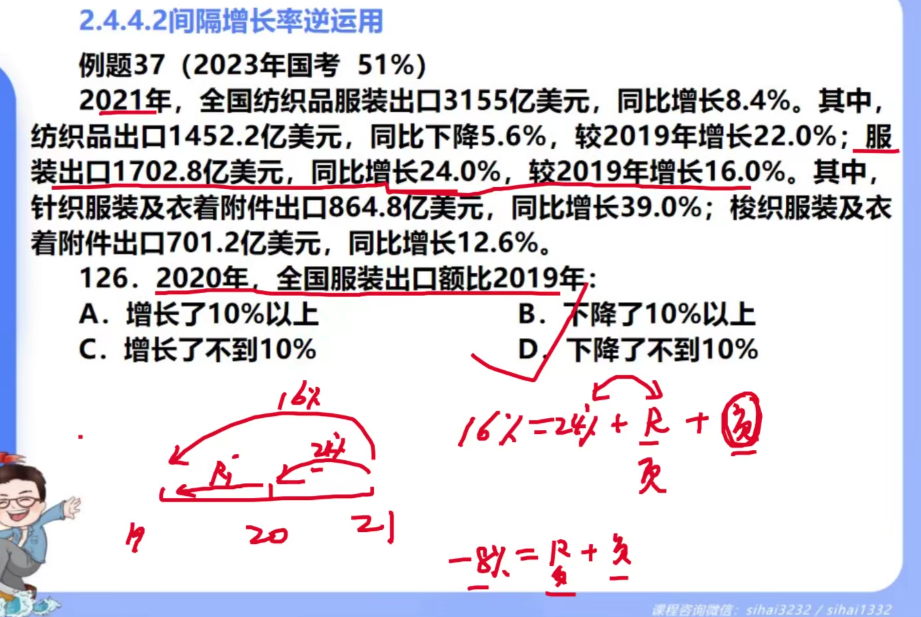 2.4.4.2间隔增长率逆运用
例题37（2023年国考 51%）
2021年，全国纺织品服装出口3155亿美元，同比增长8.4%。其中，
纺织品出口1452.2亿美元，同比下降5.6%，较2019年增长22.0%；服
装出口1702.8亿美元，同比增长24.0%，较2019年增长16.0%。其中，
针织服装及衣着附件出口864.8亿美元，同比增长39.0%；梭织服装及衣
着附件出口701.2亿美元，同比增长12.6%。
126．2020年，全国服装出口额比2019年：
A．增长了10%以上 B．下降了10%以上
C．增长了不到10% D．下降了不到10%
16%
16%=24%+R+负
24%
R
负
19 20 21
-8%=R+负
负
课程咨询微信：sihai3232 / sihai1332